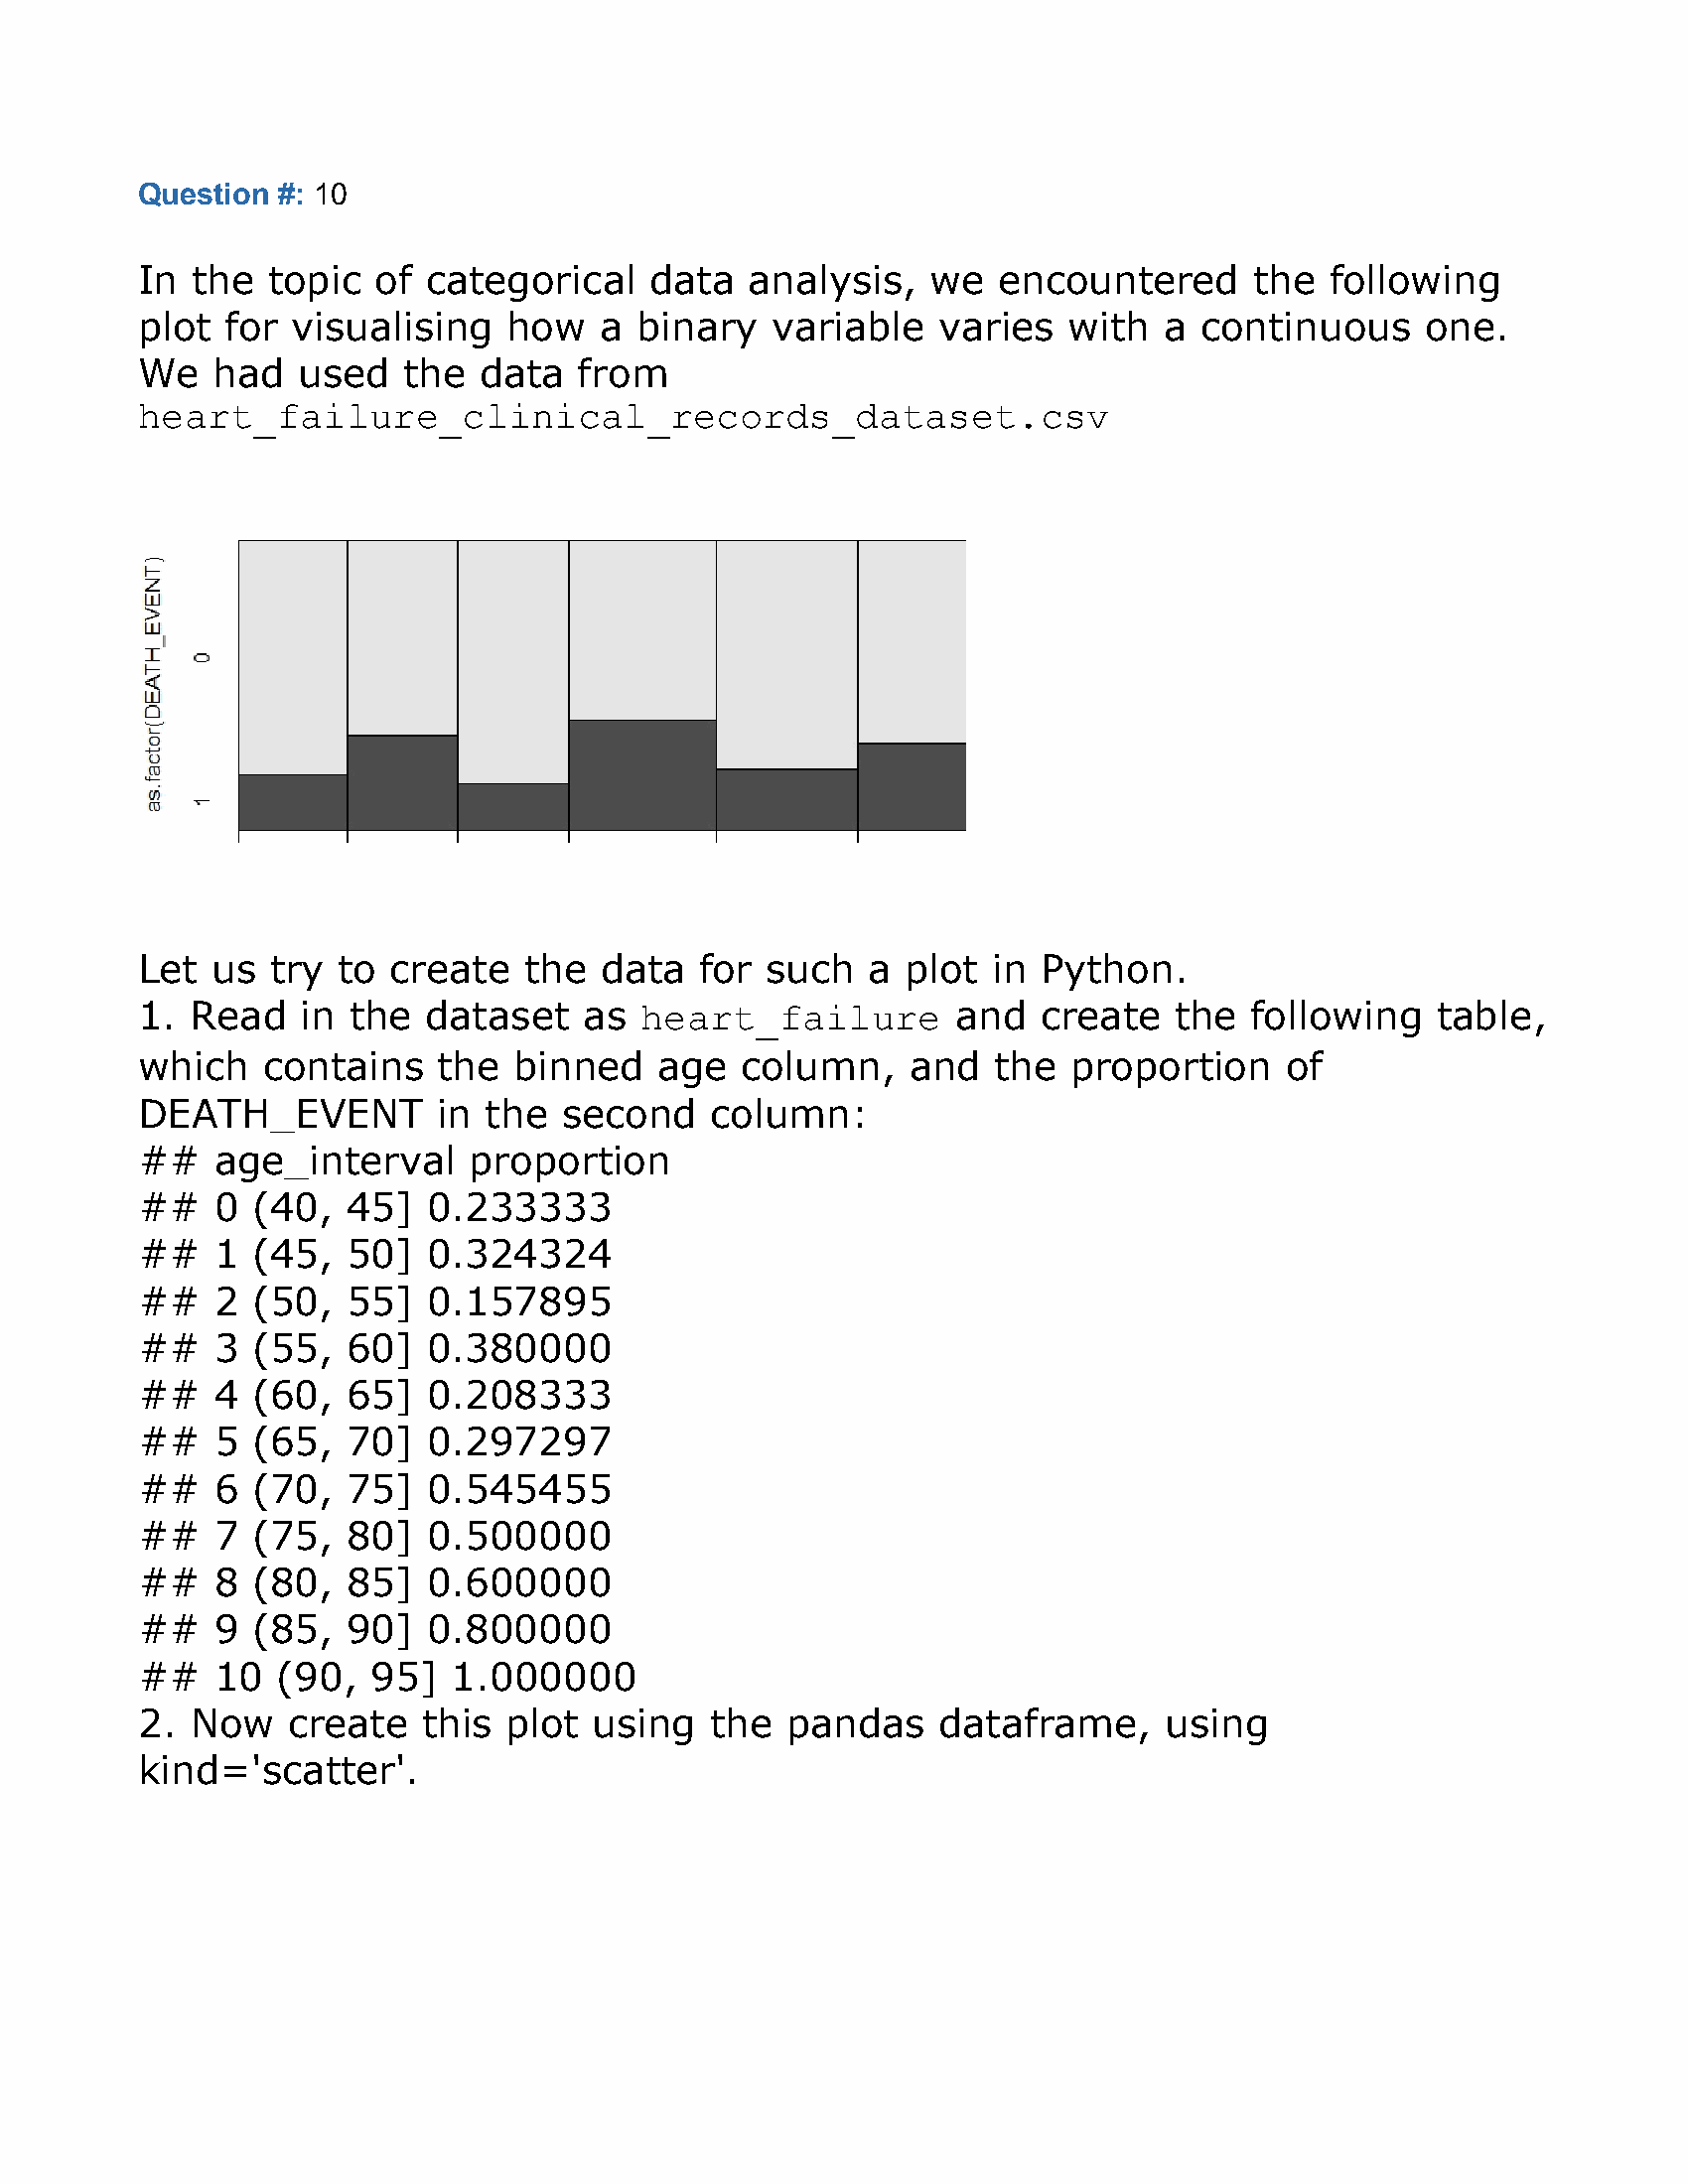 Question #: 10
In the topic of categorical data analysis, we encountered the following
plot for visualising how a binary variable varies with a continuous one.
We had used the data from
heart_failure_clinical_records_dataset.csv
as.factor(DEATH_EVENT)
0
1
Let us try to create the data for such a plot in Python.
1. Read in the dataset as heart_failure and create the following table,
which contains the binned age column, and the proportion of
DEATH_EVENT in the second column:
## age_interval proportion
## 0 (40, 45] 0.233333
## 1 (45, 50] 0.324324
## 2 (50, 55] 0.157895
## 3 (55, 60] 0.380000
## 4 (60, 65] 0.208333
## 5 (65, 70] 0.297297
## 6 (70, 75] 0.545455
## 7 (75, 80] 0.500000
## 8 (80, 85] 0.600000
## 9 (85, 90] 0.800000
## 10 (90, 95] 1.000000
2. Now create this plot using the pandas dataframe, using
kind='scatter'.